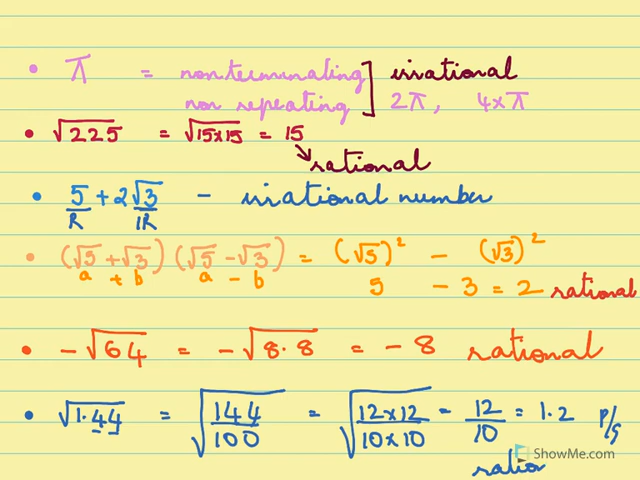 • π = non terminating ] irrational
non repeating 2π, 4×π
• √225 = √15×15 = 15
rational
• 5 + 2√3 - irrational number
R IR
• (√5 + √3) (√5 - √3) = (√5)² - (√3)²
a + b a - b 5 - 3 = 2 rational
• -√64 = -√8·8 = -8 rational
• √1.44 = √144/100 = √12×12/10×10 = 12/10 = 1.2 P/q
ratio
ShowMe.com